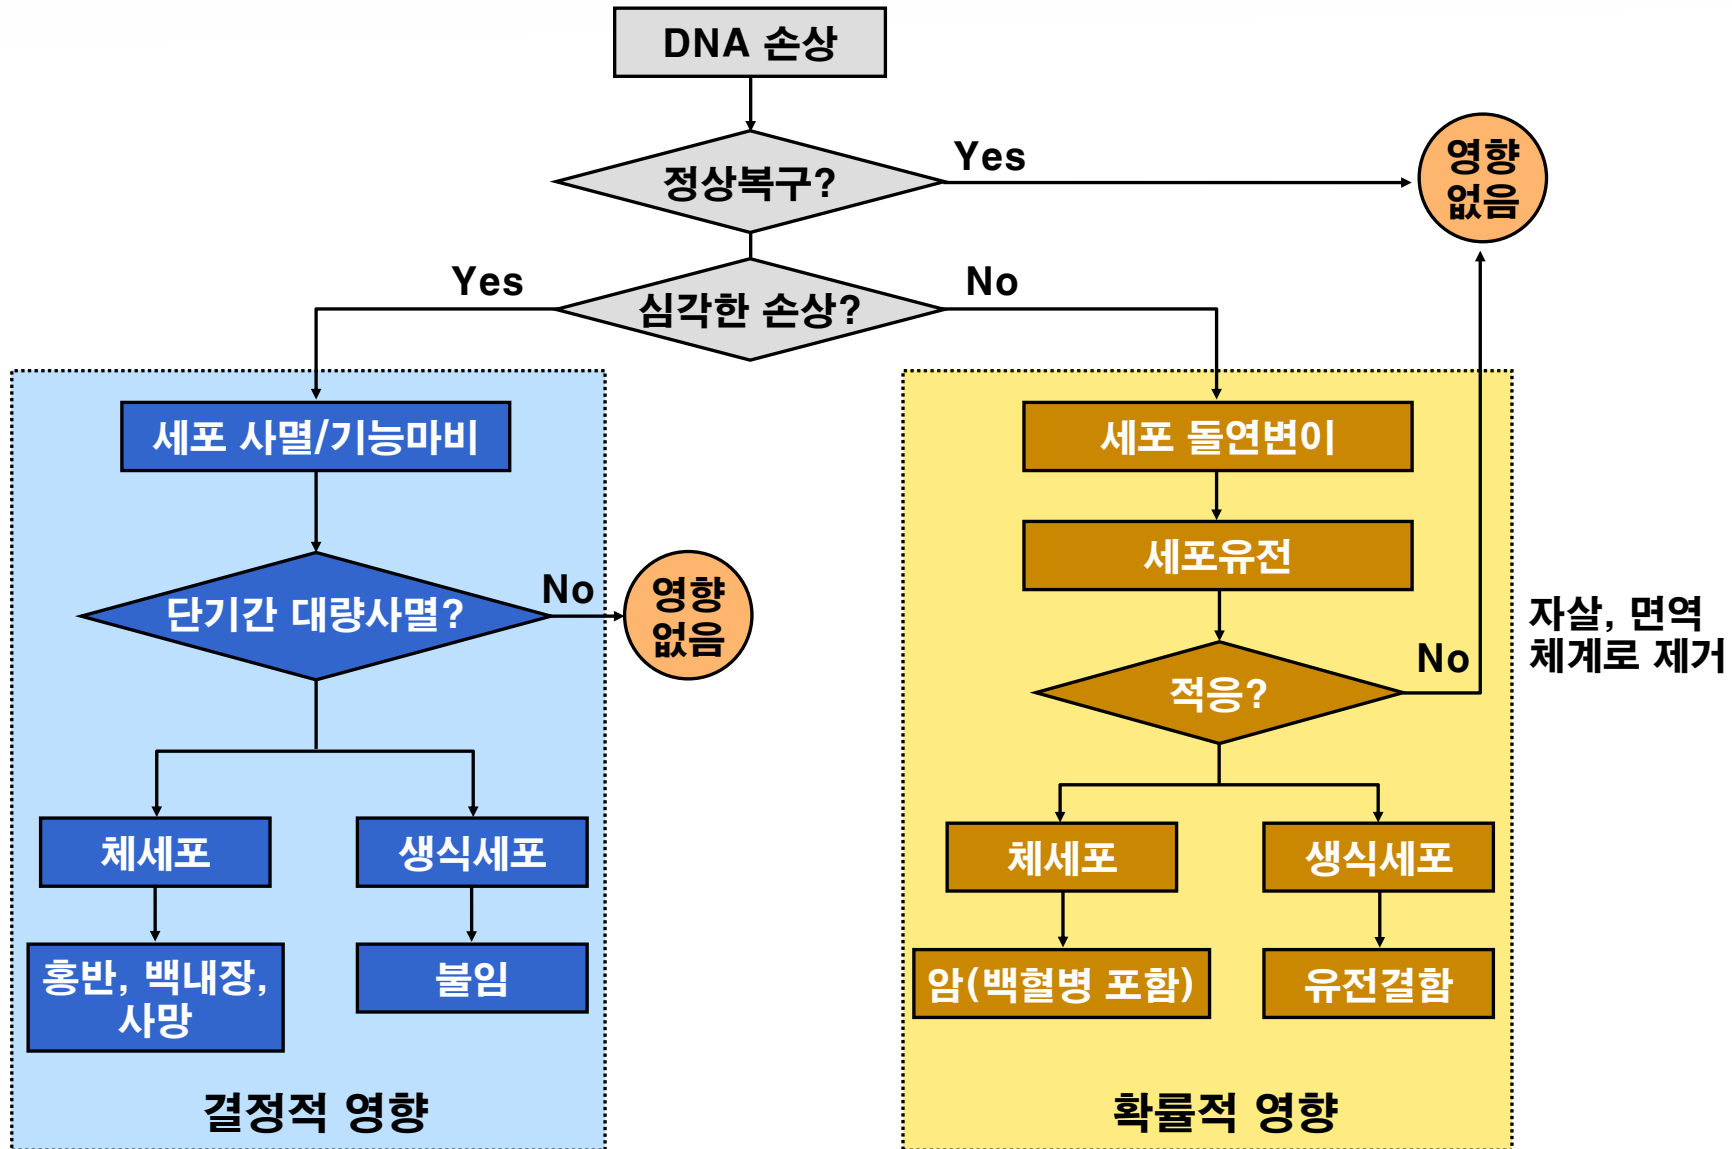 DNA 손상
정상복구?
Yes
영향
없음
심각한 손상?
Yes
No
세포 사멸/기능마비
단기간 대량사멸?
No
영향
없음
체세포
생식세포
홍반, 백내장,
사망
불임
결정적 영향
세포 돌연변이
세포유전
적응?
No
자살, 면역
체계로 제거
체세포
생식세포
암(백혈병 포함)
유전결함
확률적 영향